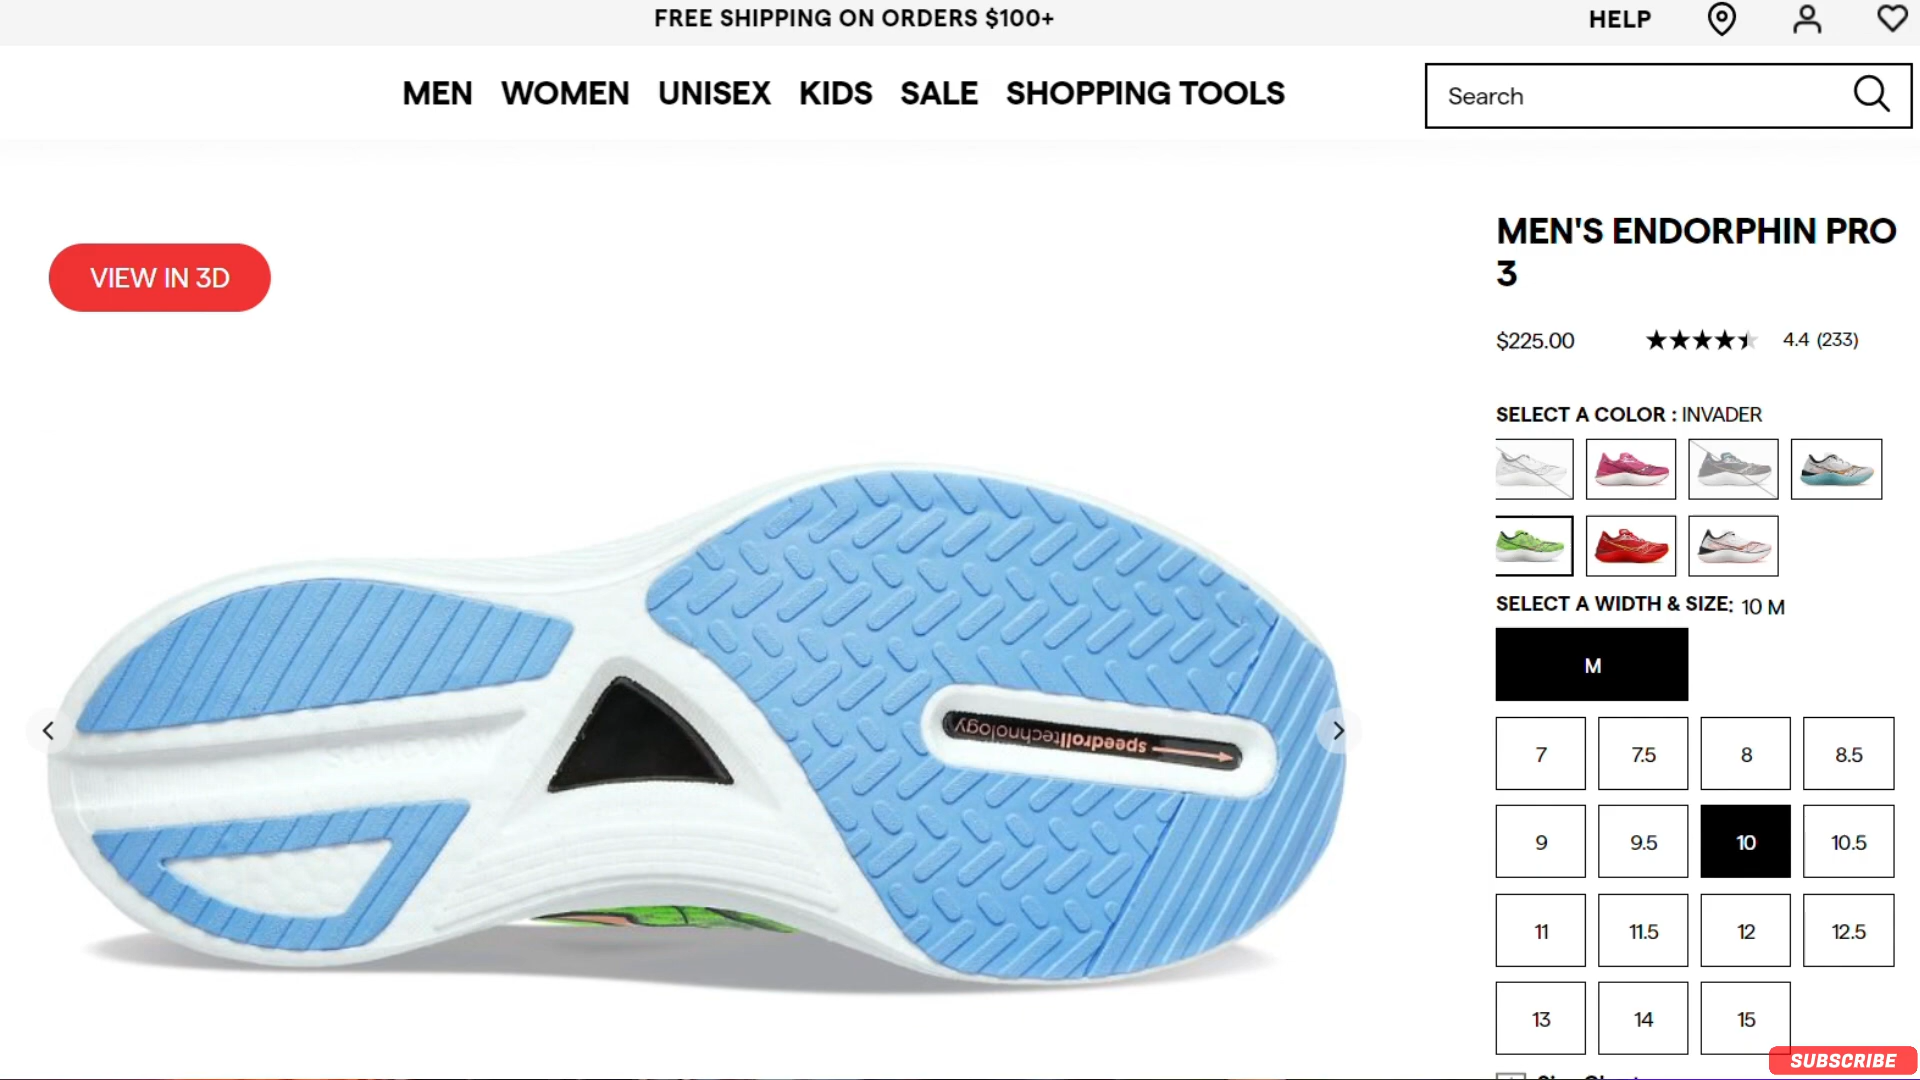 FREE SHIPPING ON ORDERS $100+
HELP
MEN WOMEN UNISEX KIDS SALE SHOPPING TOOLS
Search
VIEW IN 3D
MEN'S ENDORPHIN PRO
3
$225.00
4.4 (233)
SELECT A COLOR : INVADER
SELECT A WIDTH & SIZE: 10 M
M
7 7.5 8 8.5
9 9.5 10 10.5
11 11.5 12 12.5
13 14 15
speedrolltechnology
SUBSCRIBE